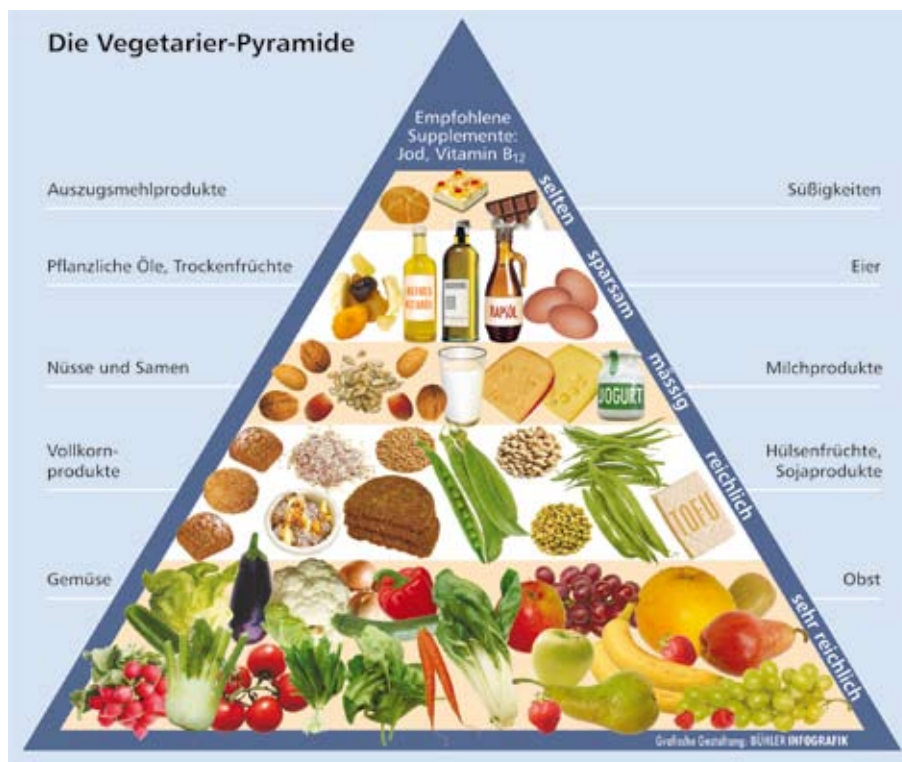 Die Vegetarier-Pyramide
Empfohlene
Supplemente:
Jod, Vitamin B12
Auszugsmehlprodukte
selten
Süßigkeiten
Pflanzliche Öle, Trockenfrüchte
sparsam
Eier
RAPSÖL
Nüsse und Samen
mässig
Milchprodukte
JOGURT
Vollkorn-
produkte
reichlich
Hülsenfrüchte,
Sojaprodukte
TOFU
Gemüse
sehr reichlich
Obst
Grafische Gestaltung: BÜHLER INFOGRAFIK